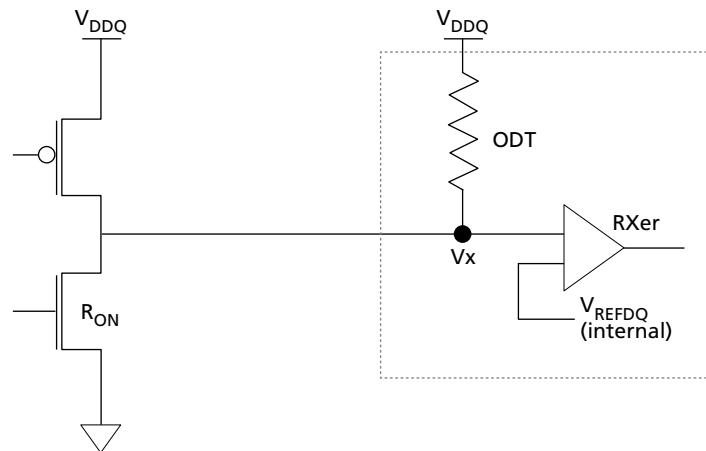 VDDQ
VDDQ
ODT
RXer
Vx
RON
VREFDQ
(internal)